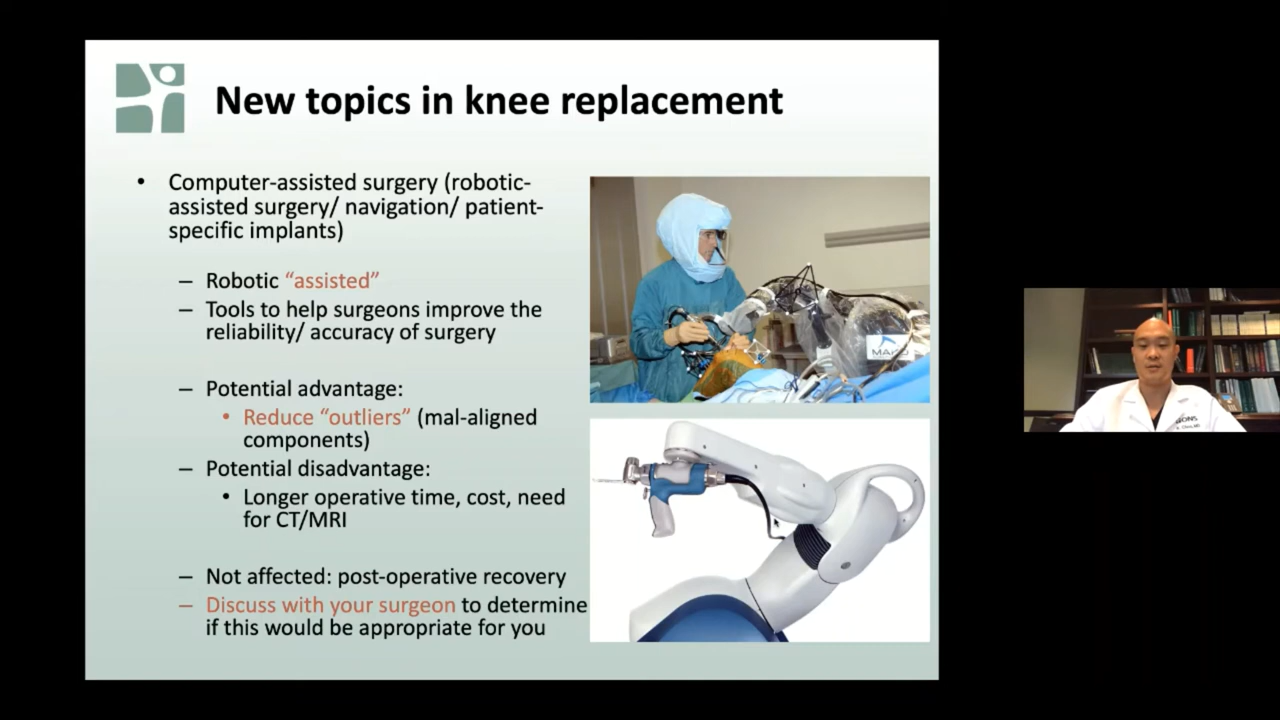 New topics in knee replacement
• Computer-assisted surgery (robotic-
assisted surgery/ navigation/ patient-
specific implants)
– Robotic “assisted”
– Tools to help surgeons improve the
reliability/ accuracy of surgery
– Potential advantage:
• Reduce “outliers” (mal-aligned
components)
– Potential disadvantage:
• Longer operative time, cost, need
for CT/MRI
– Not affected: post-operative recovery
– Discuss with your surgeon to determine
if this would be appropriate for you